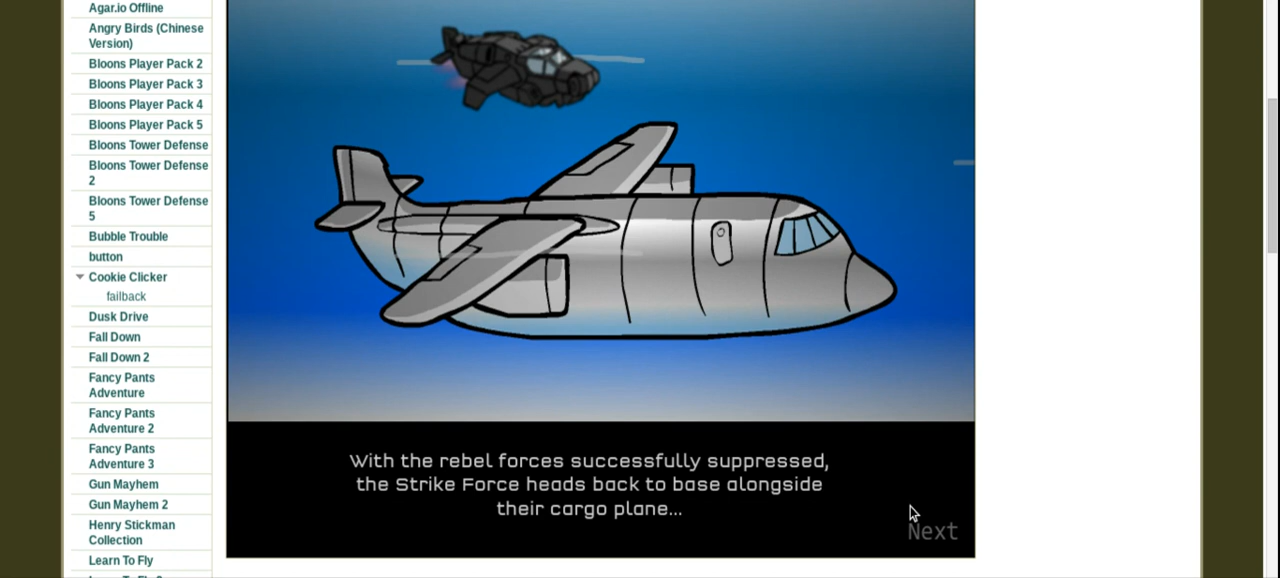 Agar.io Offline
Angry Birds (Chinese
Version)
Bloons Player Pack 2
Bloons Player Pack 3
Bloons Player Pack 4
Bloons Player Pack 5
Bloons Tower Defense
Bloons Tower Defense
2
Bloons Tower Defense
5
Bubble Trouble
button
Cookie Clicker
failback
Dusk Drive
Fall Down
Fall Down 2
Fancy Pants
Adventure
Fancy Pants
Adventure 2
Fancy Pants
Adventure 3
Gun Mayhem
Gun Mayhem 2
Henry Stickman
Collection
Learn To Fly
With the rebel forces successfully suppressed,
the Strike Force heads back to base alongside
their cargo plane...
Next